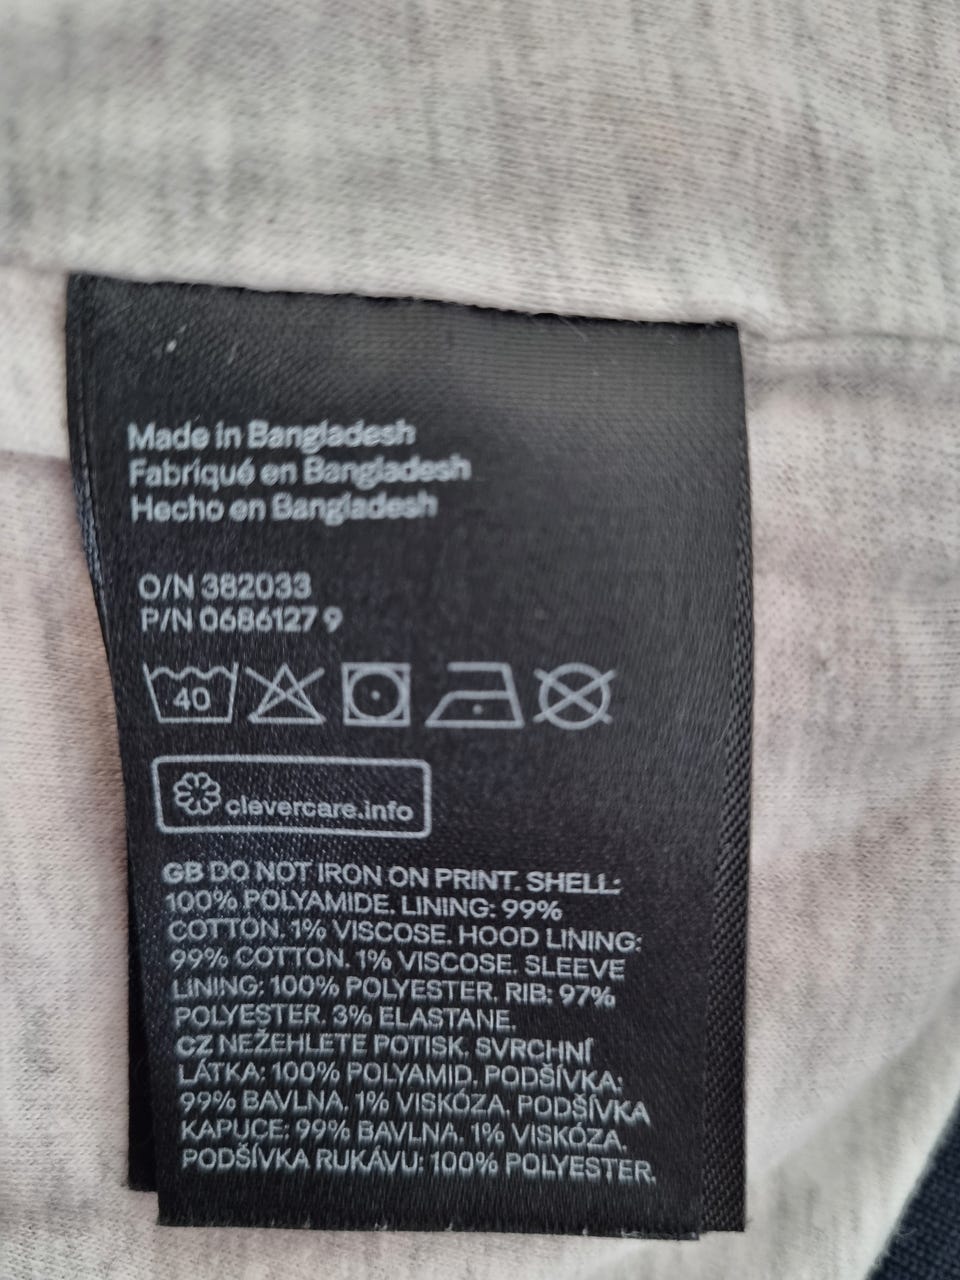 Made in Bangladesh
Fabriqué en Bangladesh
Hecho en Bangladesh
O/N 382033
P/N 0686127 9
40
clevercare.info
GB DO NOT IRON ON PRINT. SHELL:
100% POLYAMIDE. LINING: 99%
COTTON. 1% VISCOSE. HOOD LINING:
99% COTTON. 1% VISCOSE. SLEEVE
LINING: 100% POLYESTER. RIB: 97%
POLYESTER. 3% ELASTANE.
CZ NEŽEHLETE POTISK. SVRCHNÍ
LÁTKA: 100% POLYAMID. PODŠÍVKA:
99% BAVLNA. 1% VISKÓZA. PODŠÍVKA
KAPUCE: 99% BAVLNA. 1% VISKÓZA.
PODŠÍVKA RUKÁVU: 100% POLYESTER.